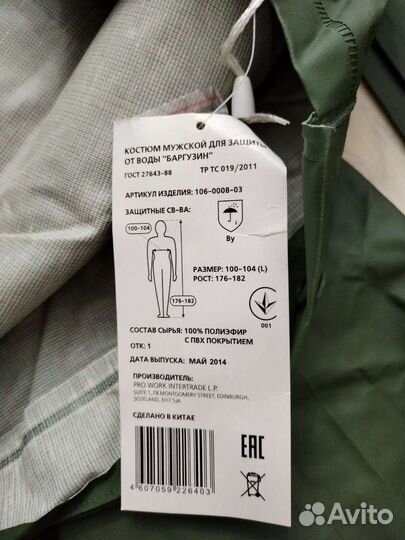 КОСТЮМ МУЖСКОЙ ДЛЯ ЗАЩИТЫ
ОТ ВОДЫ "БАРГУЗИН"
ГОСТ 27643-88 ТР ТС 019/2011
АРТИКУЛ ИЗДЕЛИЯ: 106-0008-03
ЗАЩИТНЫЕ СВ-ВА:
100-104
176-182
Ву
РАЗМЕР: 100-104 (L)
РОСТ: 176-182
001
СОСТАВ СЫРЬЯ: 100% ПОЛИЭФИР
С ПВХ ПОКРЫТИЕМ
ОТК: 1
ДАТА ВЫПУСКА: МАЙ 2014
ПРОИЗВОДИТЕЛЬ:
PRO WORK INTERTRADE L.P.
SUITE 1,78 MONTGOMERY STREET, EDINBURGH,
SCOTLAND, EH7 5JA
СДЕЛАНО В КИТАЕ
4 607059 226403
EAC
Avito